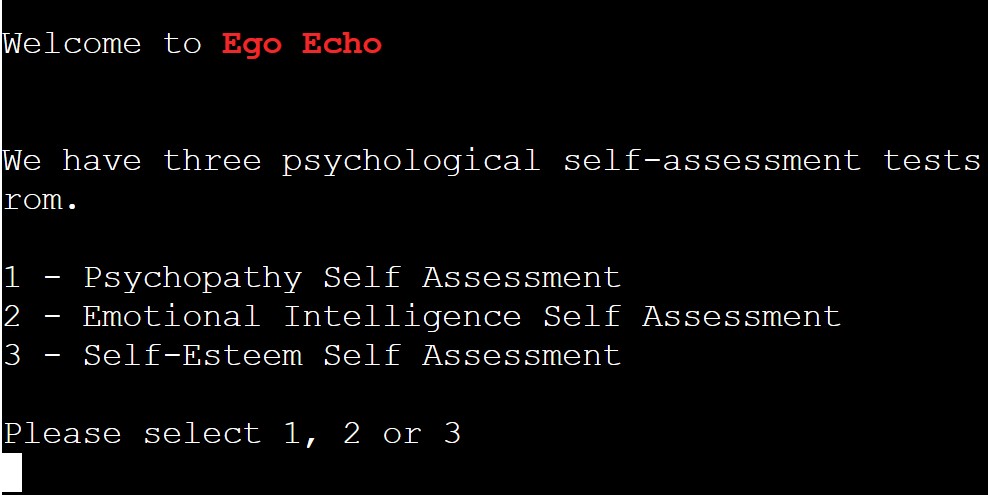 Welcome to Ego Echo
We have three psychological self-assessment tests
rom.
1 - Psychopathy Self Assessment
2 - Emotional Intelligence Self Assessment
3 - Self-Esteem Self Assessment
Please select 1, 2 or 3